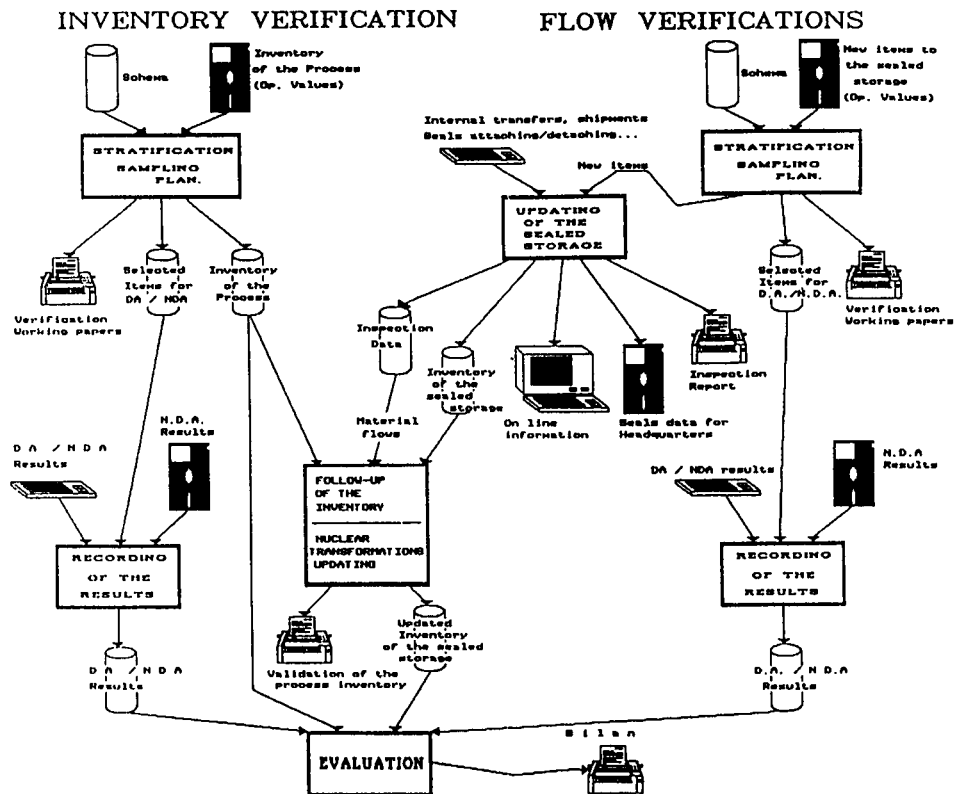 INVENTORY VERIFICATION
FLOW VERIFICATIONS
Schema
Inventory
of the Process
(Op. Values)
Schema
New items to
the sealed
storage
(Op. Values)
STRATIFICATION
SAMPLING
PLAN.
Internal transfers, shipments
Seals attaching/detaching...
New items
STRATIFICATION
SAMPLING
PLAN.
UPDATING
OF THE
SEALED
STORAGE
Verification
Working papers
Selected
Items for
DA / NDA
Inventory
of the
Process
Selected
Items for
D.A./N.D.A.
Verification
Working papers
Inspection
Data
Inventory
of the
sealed
storage
On line
information
Seals data for
Headquarters
Inspection
Report
Material
flows
D A / N D A
Results
N.D.A.
Results
FOLLOW-UP
OF THE
INVENTORY
NUCLEAR
TRANSFORMATIONS
UPDATING
DA / NDA results
N.D.A
Results
RECORDING
OF THE
RESULTS
RECORDING
OF THE
RESULTS
Validation of the
process inventory
Updated
Inventory
of the sealed
storage
D A / N D A
Results
D.A. / N D.A
Results
EVALUATION
B i l a n